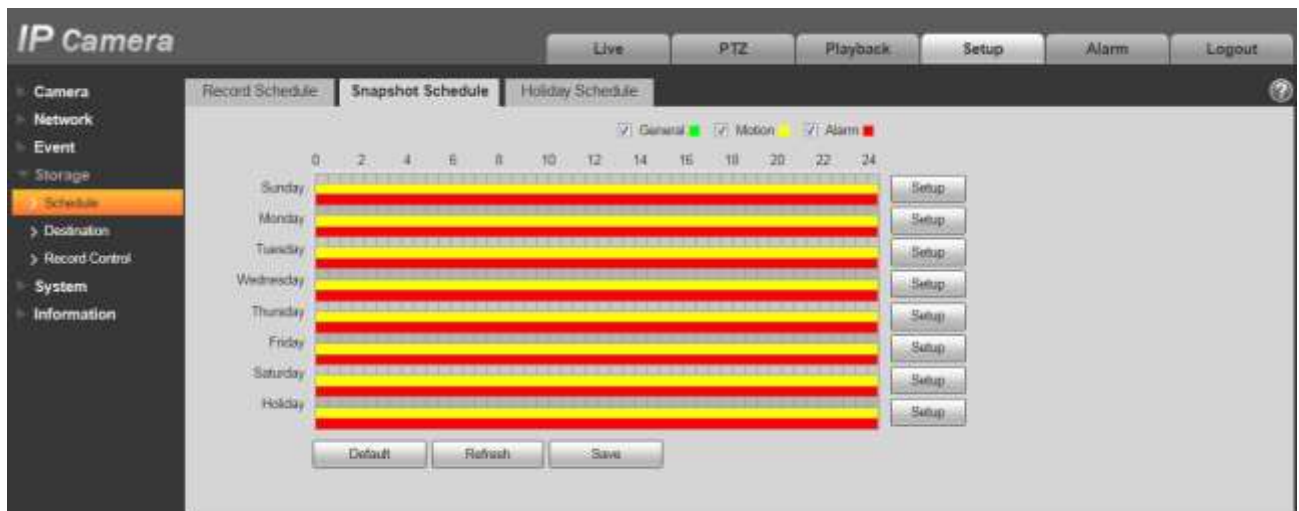 IP Camera
Live PTZ Playback Setup Alarm Logout
Camera
Network
Event
Storage
Schedule
Destination
Record Control
System
Information
Record Schedule Snapshot Schedule Holiday Schedule
?
General Motion Alarm
0 2 4 6 8 10 12 14 16 18 20 22 24
Sunday Setup
Monday Setup
Tuesday Setup
Wednesday Setup
Thursday Setup
Friday Setup
Saturday Setup
Holiday Setup
Default Refresh Save